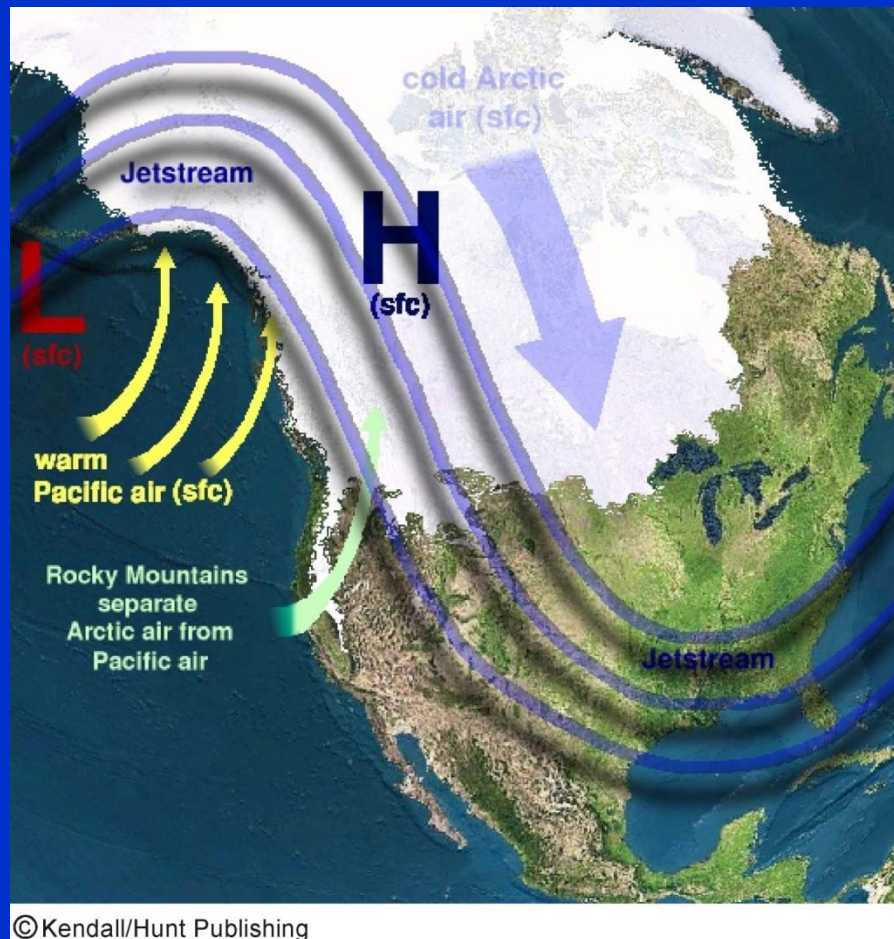 cold Arctic
air (sfc)
Jetstream
H
(sfc)
L
(sfc)
warm
Pacific air (sfc)
Rocky Mountains
separate
Arctic air from
Pacific air
Jetstream
© Kendall/Hunt Publishing